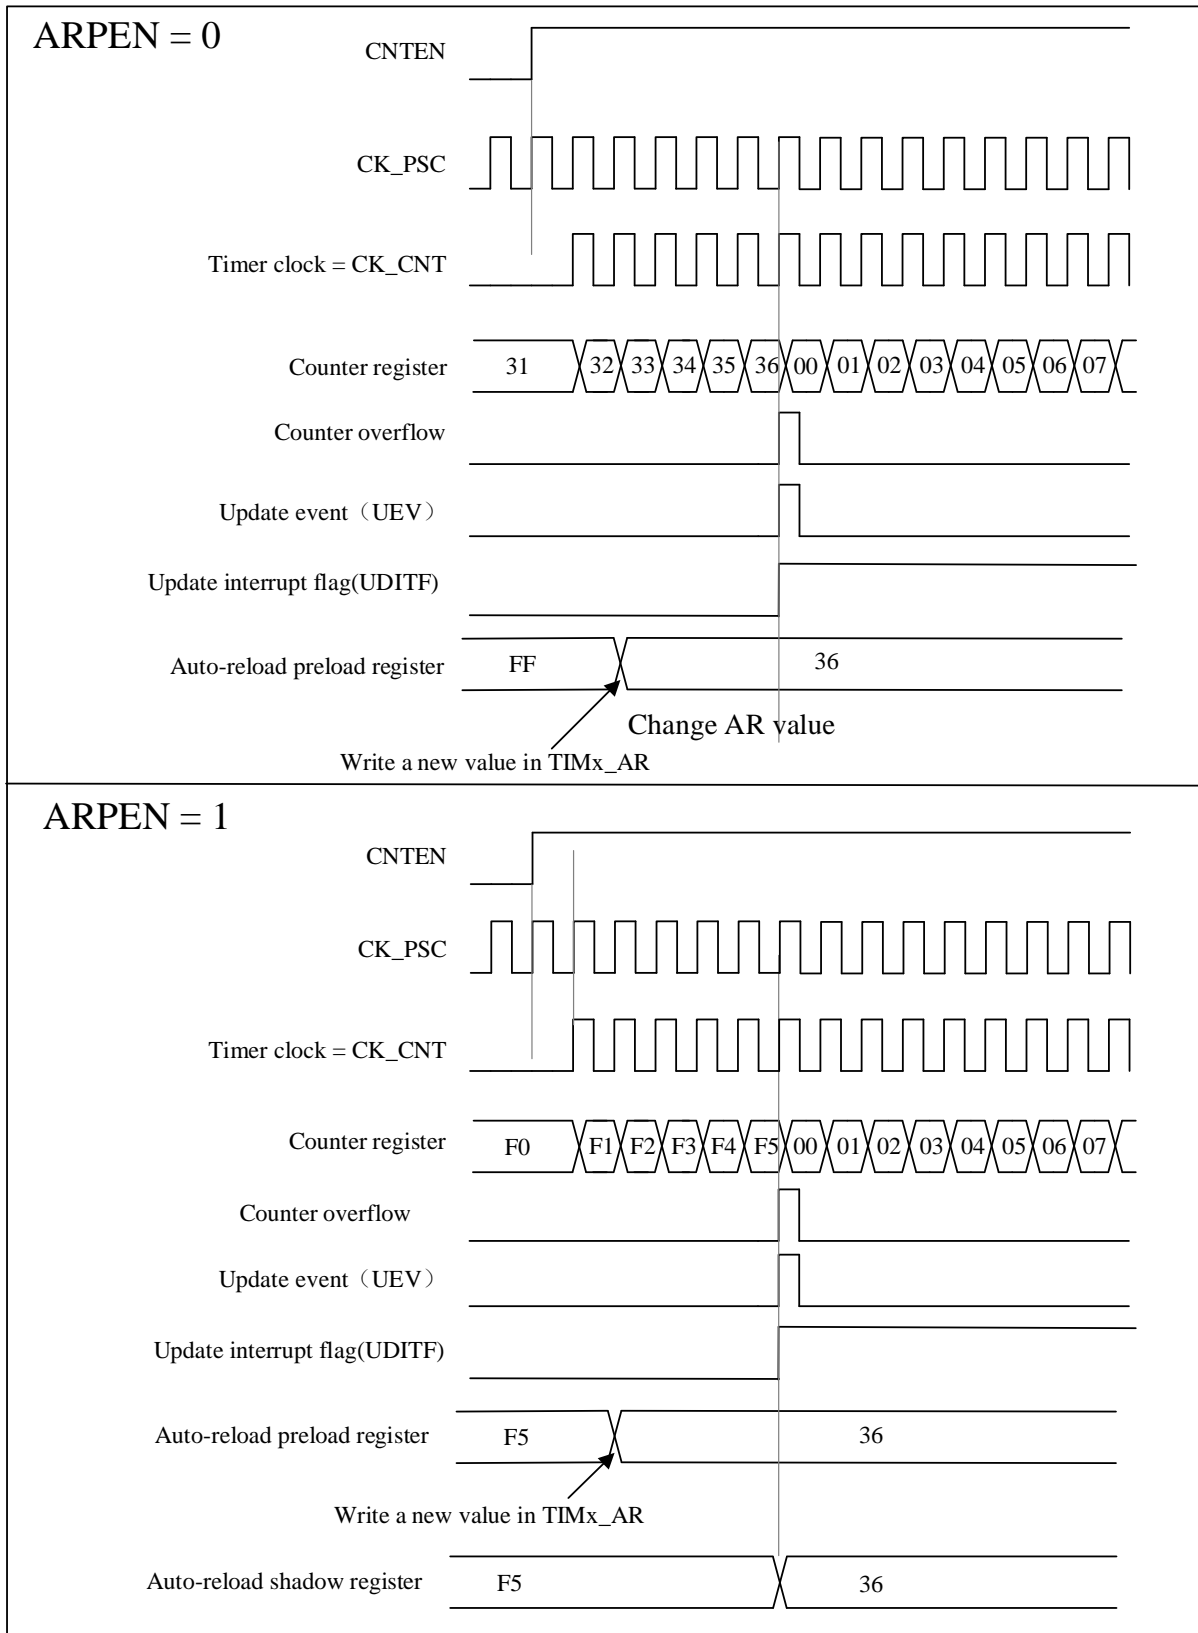 ARPEN = 0
CNTEN
CK_PSC
Timer clock = CK_CNT
Counter register 31 32 33 34 35 36 00 01 02 03 04 05 06 07
Counter overflow
Update event（UEV）
Update interrupt flag(UDITF)
Auto-reload preload register FF 36
Change AR value
Write a new value in TIMx_AR
ARPEN = 1
CNTEN
CK_PSC
Timer clock = CK_CNT
Counter register F0 F1 F2 F3 F4 F5 00 01 02 03 04 05 06 07
Counter overflow
Update event（UEV）
Update interrupt flag(UDITF)
Auto-reload preload register F5 36
Write a new value in TIMx_AR
Auto-reload shadow register F5 36